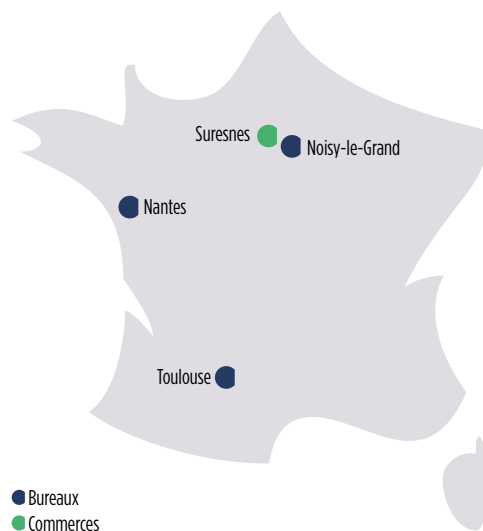 Suresnes
Noisy-le-Grand
Nantes
Toulouse
Bureaux
Commerces